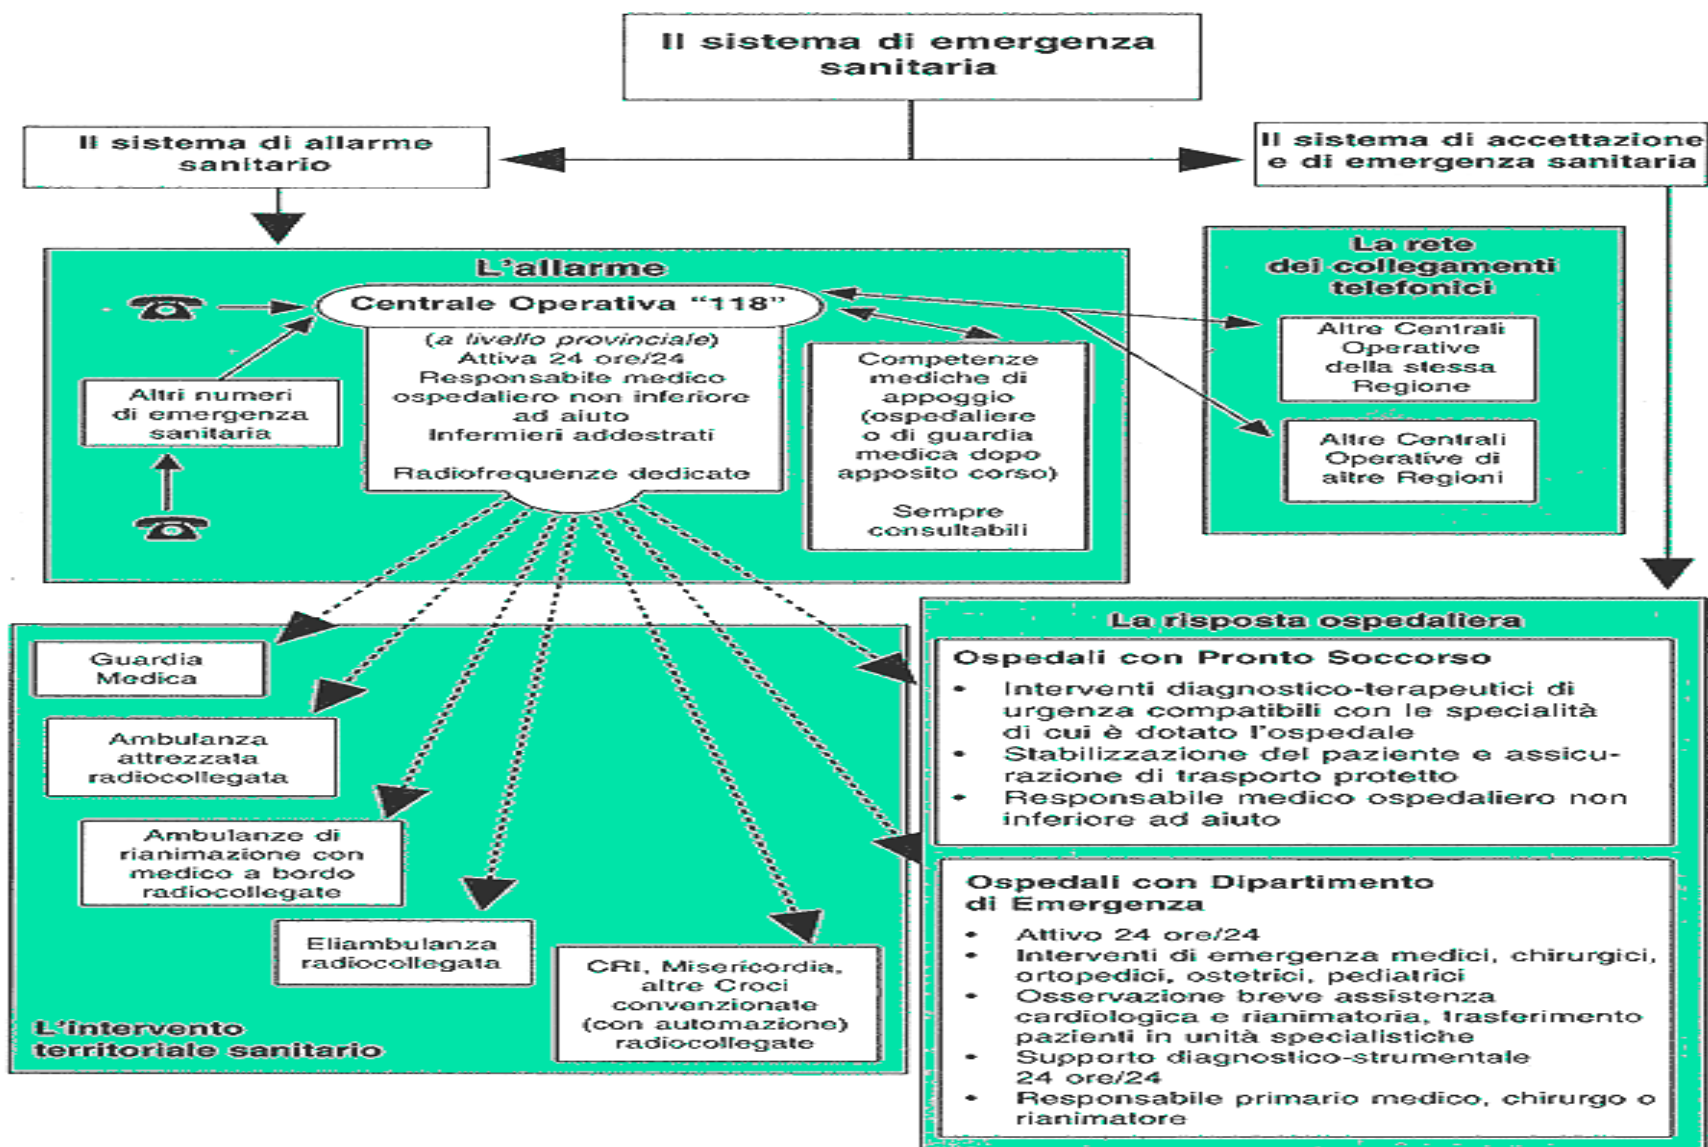 Il sistema di emergenza
sanitaria
Il sistema di allarme
sanitario
Il sistema di accettazione
e di emergenza sanitaria
L'allarme
Centrale Operativa “118”
(a livello provinciale)
Attiva 24 ore/24
Responsabile medico
ospedaliero non inferiore
ad aiuto
Infermieri addestrati
Radiofrequenze dedicate
Altri numeri
di emergenza
sanitaria
Competenze
mediche di
appoggio
(ospedaliere
o di guardia
medica dopo
apposito corso)
Sempre
consultabili
La rete
dei collegamenti
telefonici
Altre Centrali
Operative
della stessa
Regione
Altre Centrali
Operative di
altre Regioni
Guardia
Medica
Ambulanza
attrezzata
radiocollegata
Ambulanze di
rianimazione con
medico a bordo
radiocollegate
Eliambulanza
radiocollegata
CRI, Misericordia,
altre Croci
convenzionate
(con automazione)
radiocollegate
L'intervento
territoriale sanitario
La risposta ospedaliera
Ospedali con Pronto Soccorso
• Interventi diagnostico-terapeutici di
urgenza compatibili con le specialità
di cui è dotato l'ospedale
• Stabilizzazione del paziente e assicu-
razione di trasporto protetto
• Responsabile medico ospedaliero non
inferiore ad aiuto
Ospedali con Dipartimento
di Emergenza
• Attivo 24 ore/24
• Interventi di emergenza medici, chirurgici,
ortopedici, ostetrici, pediatrici
• Osservazione breve assistenza
cardiologica e rianimatoria, trasferimento
pazienti in unità specialistiche
• Supporto diagnostico-strumentale
24 ore/24
• Responsabile primario medico, chirurgo o
rianimatore